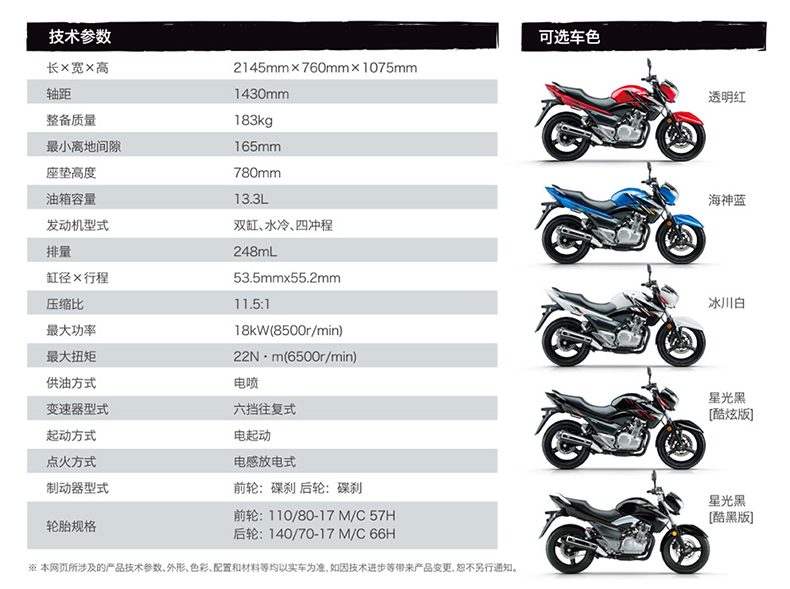 技术参数
长×宽×高 2145mm×760mm×1075mm
轴距 1430mm
整备质量 183kg
最小离地间隙 165mm
座垫高度 780mm
油箱容量 13.3L
发动机型式 双缸、水冷、四冲程
排量 248mL
缸径×行程 53.5mmx55.2mm
压缩比 11.5:1
最大功率 18kW(8500r/min)
最大扭矩 22N·m(6500r/min)
供油方式 电喷
变速器型式 六挡往复式
起动方式 电起动
点火方式 电感放电式
制动器型式 前轮：碟刹 后轮：碟刹
轮胎规格 前轮：110/80-17 M/C 57H
后轮：140/70-17 M/C 66H
※ 本网页所涉及的产品技术参数、外形、色彩、配置和材料等均以实车为准，如因技术进步等带来产品变更，恕不另行通知。
可选车色
透明红
海神蓝
冰川白
星光黑
[酷炫版]
星光黑
[酷黑版]